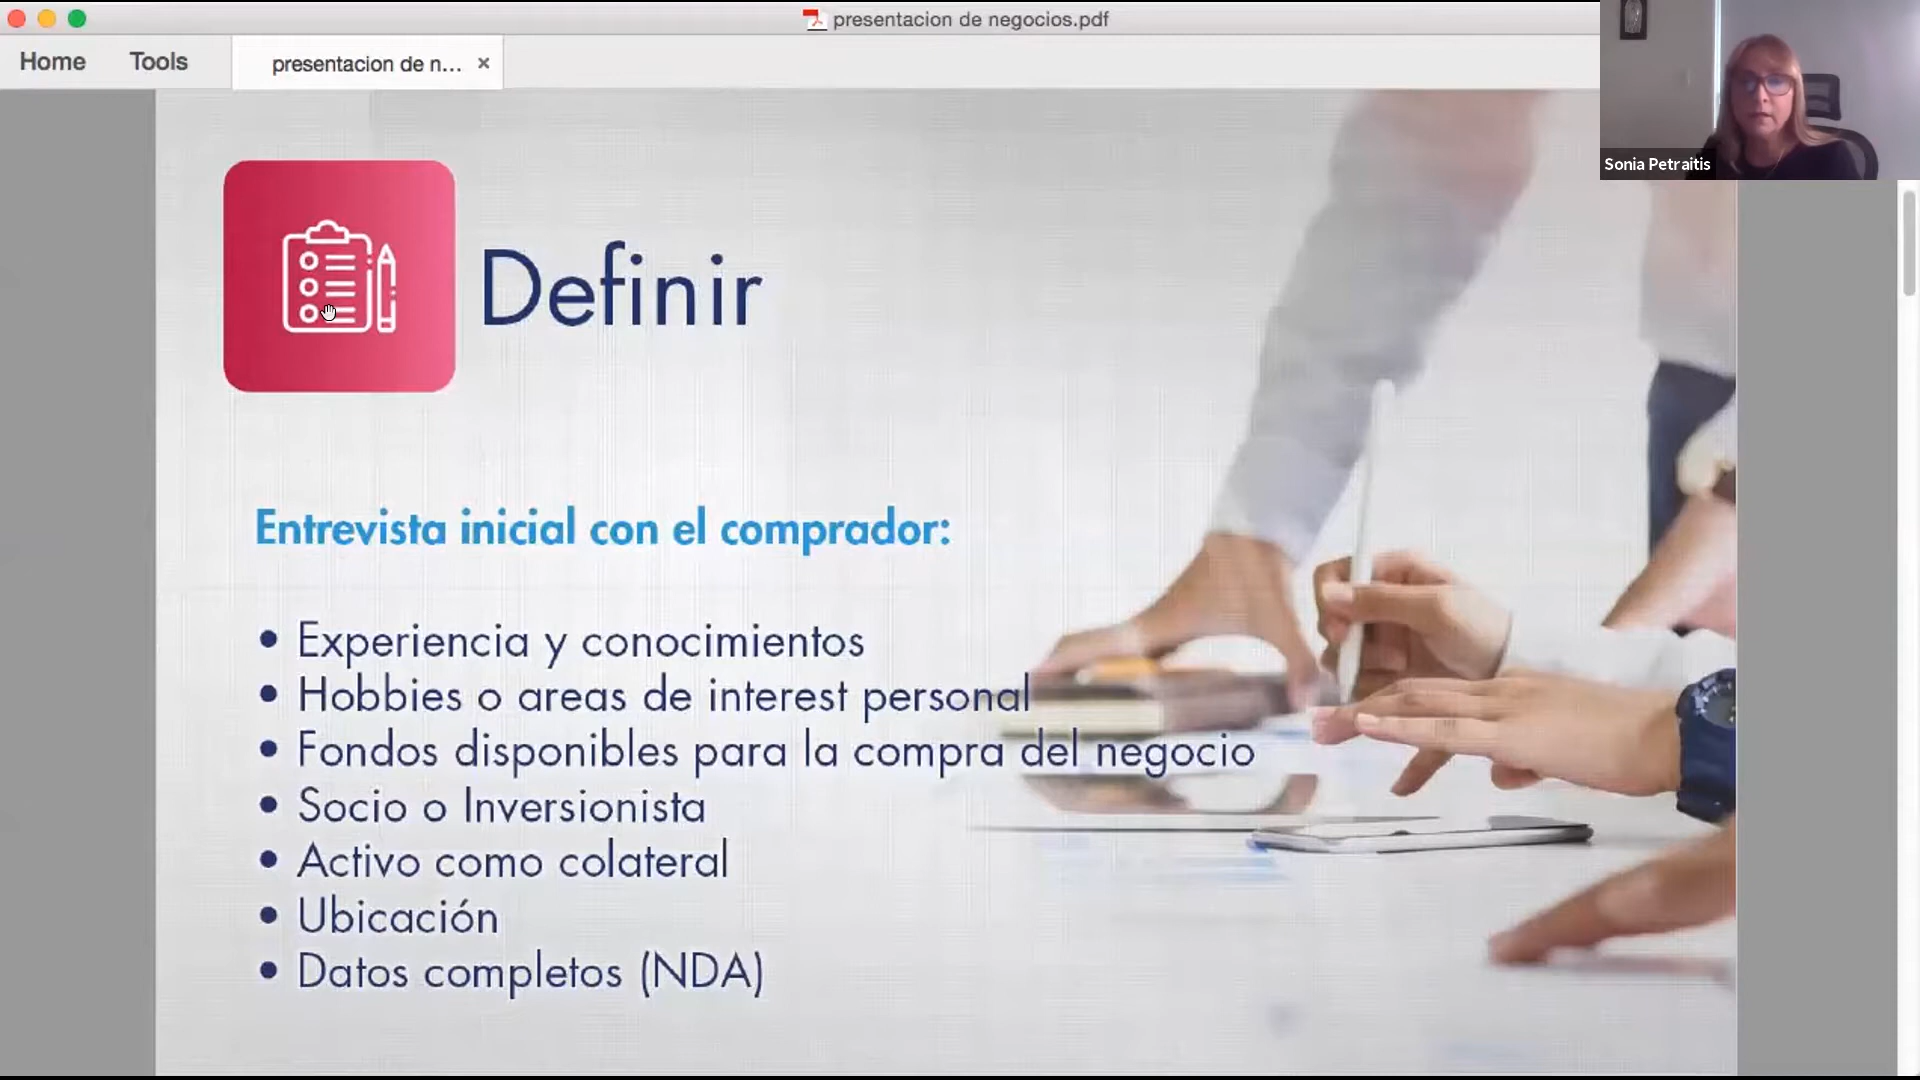 presentacion de negocios.pdf
Home
Tools
presentacion de n... ×
Sonia Petraitis
Definir
Entrevista inicial con el comprador:
• Experiencia y conocimientos
• Hobbies o areas de interest personal
• Fondos disponibles para la compra del negocio
• Socio o Inversionista
• Activo como colateral
• Ubicación
• Datos completos (NDA)